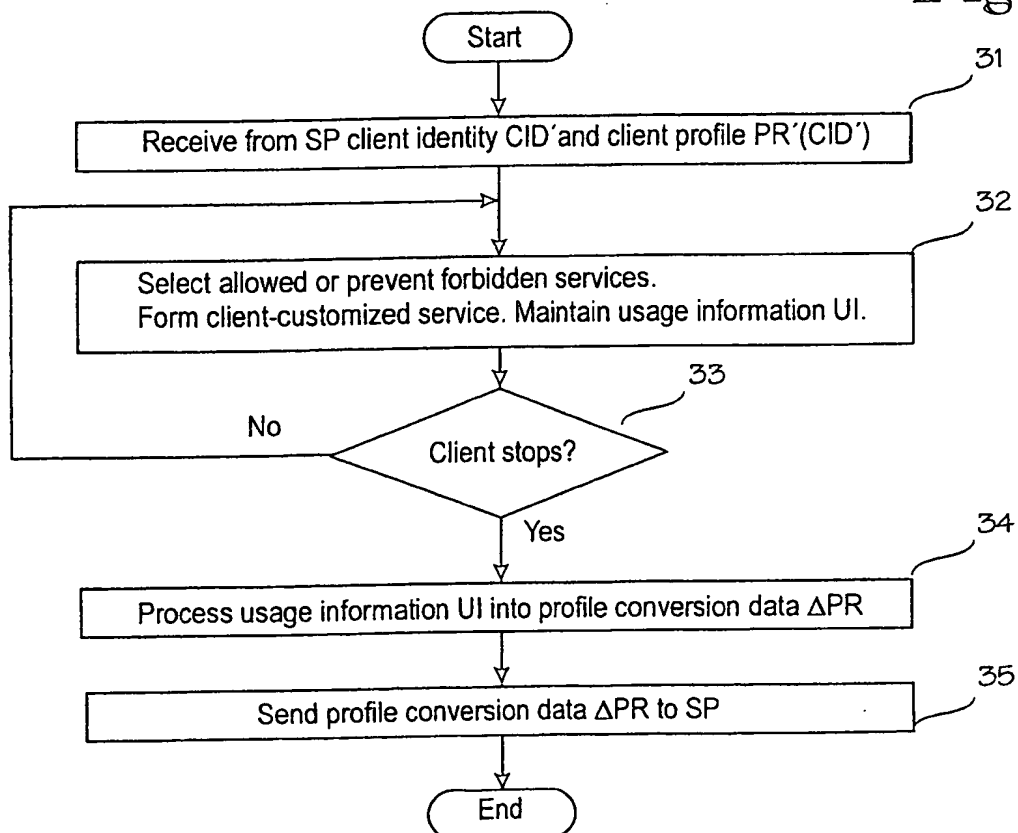 Start
31
Receive from SP client identity CID´and client profile PR´(CID´)
32
Select allowed or prevent forbidden services.
Form client-customized service. Maintain usage information UI.
33
No
Client stops?
Yes
34
Process usage information UI into profile conversion data ΔPR
35
Send profile conversion data ΔPR to SP
End